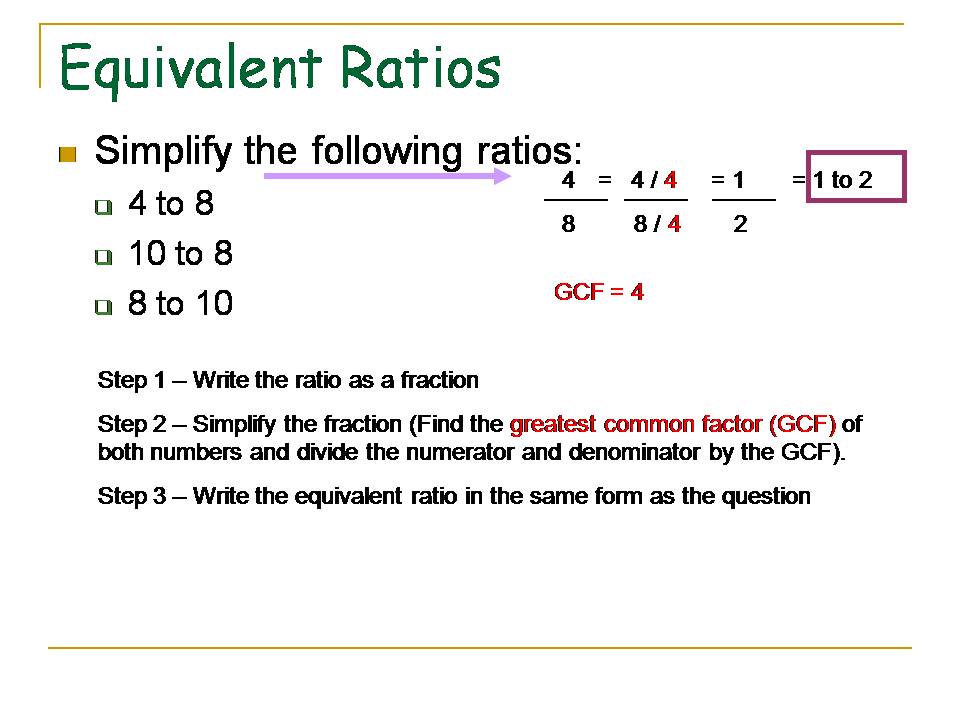 Equivalent Ratios
Simplify the following ratios:
4 to 8
10 to 8
8 to 10
4 = 4 / 4 = 1 = 1 to 2
8 8 / 4 2
GCF = 4
Step 1 – Write the ratio as a fraction
Step 2 – Simplify the fraction (Find the greatest common factor (GCF) of
both numbers and divide the numerator and denominator by the GCF).
Step 3 – Write the equivalent ratio in the same form as the question